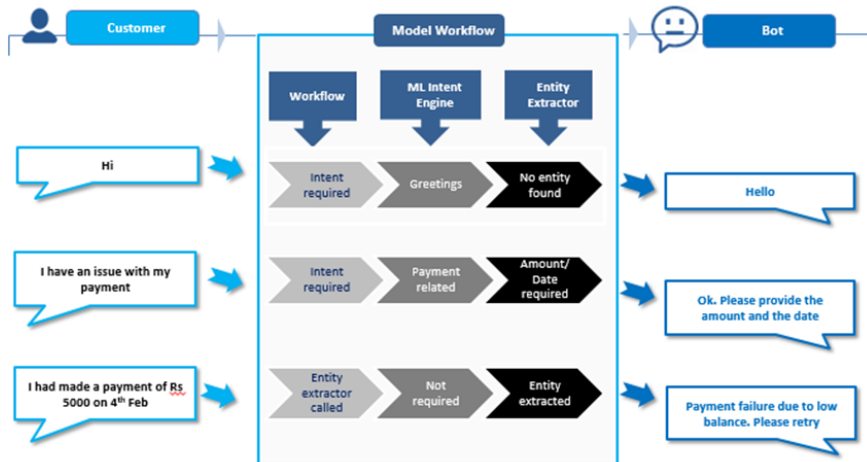 Customer
Model Workflow
Bot
Workflow
ML Intent
Engine
Entity
Extractor
Hi
Intent
required
Greetings
No entity
found
Hello
I have an issue with my
payment
Intent
required
Payment
related
Amount/
Date
required
Ok. Please provide the
amount and the date
I had made a payment of Rs
5000 on 4th Feb
Entity
extractor
called
Not
required
Entity
extracted
Payment failure due to low
balance. Please retry